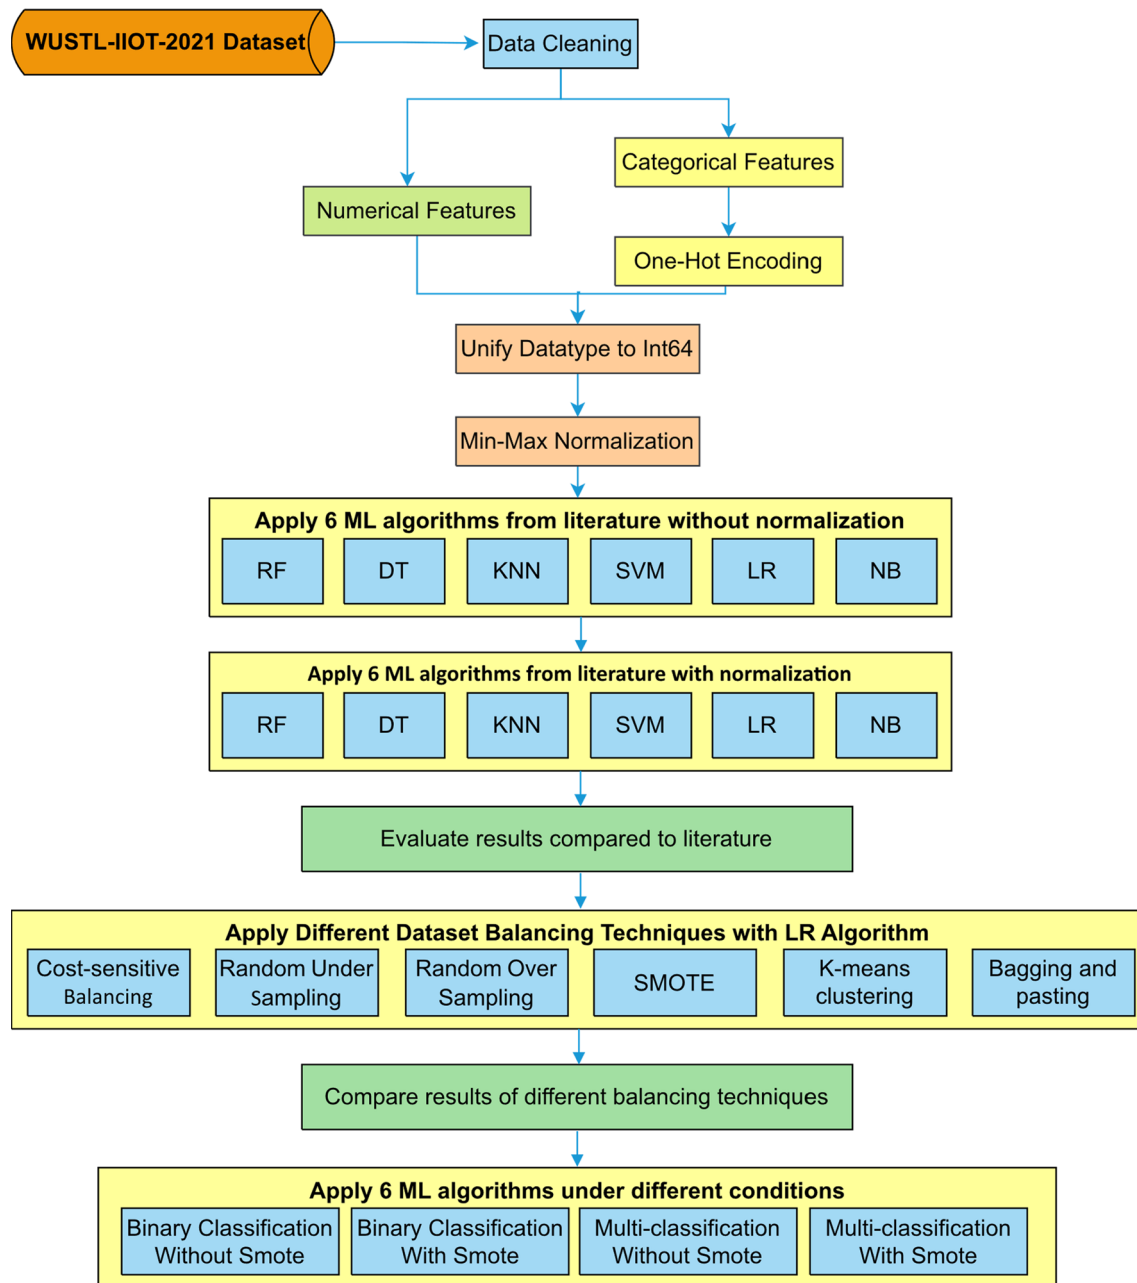 WUSTL-IIOT-2021 Dataset
Data Cleaning
Categorical Features
Numerical Features
One-Hot Encoding
Unify Datatype to Int64
Min-Max Normalization
Apply 6 ML algorithms from literature without normalization
RF
DT
KNN
SVM
LR
NB
Apply 6 ML algorithms from literature with normalization
RF
DT
KNN
SVM
LR
NB
Evaluate results compared to literature
Apply Different Dataset Balancing Techniques with LR Algorithm
Cost-sensitive
Balancing
Random Under
Sampling
Random Over
Sampling
SMOTE
K-means
clustering
Bagging and
pasting
Compare results of different balancing techniques
Apply 6 ML algorithms under different conditions
Binary Classification
Without Smote
Binary Classification
With Smote
Multi-classification
Without Smote
Multi-classification
With Smote